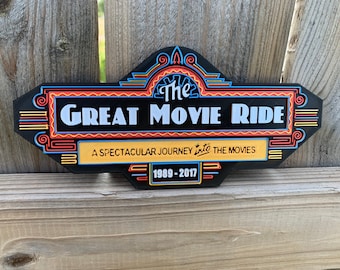 The
GREAT MOVIE RIDE
A SPECTACULAR JOURNEY into THE MOVIES
1989 - 2017